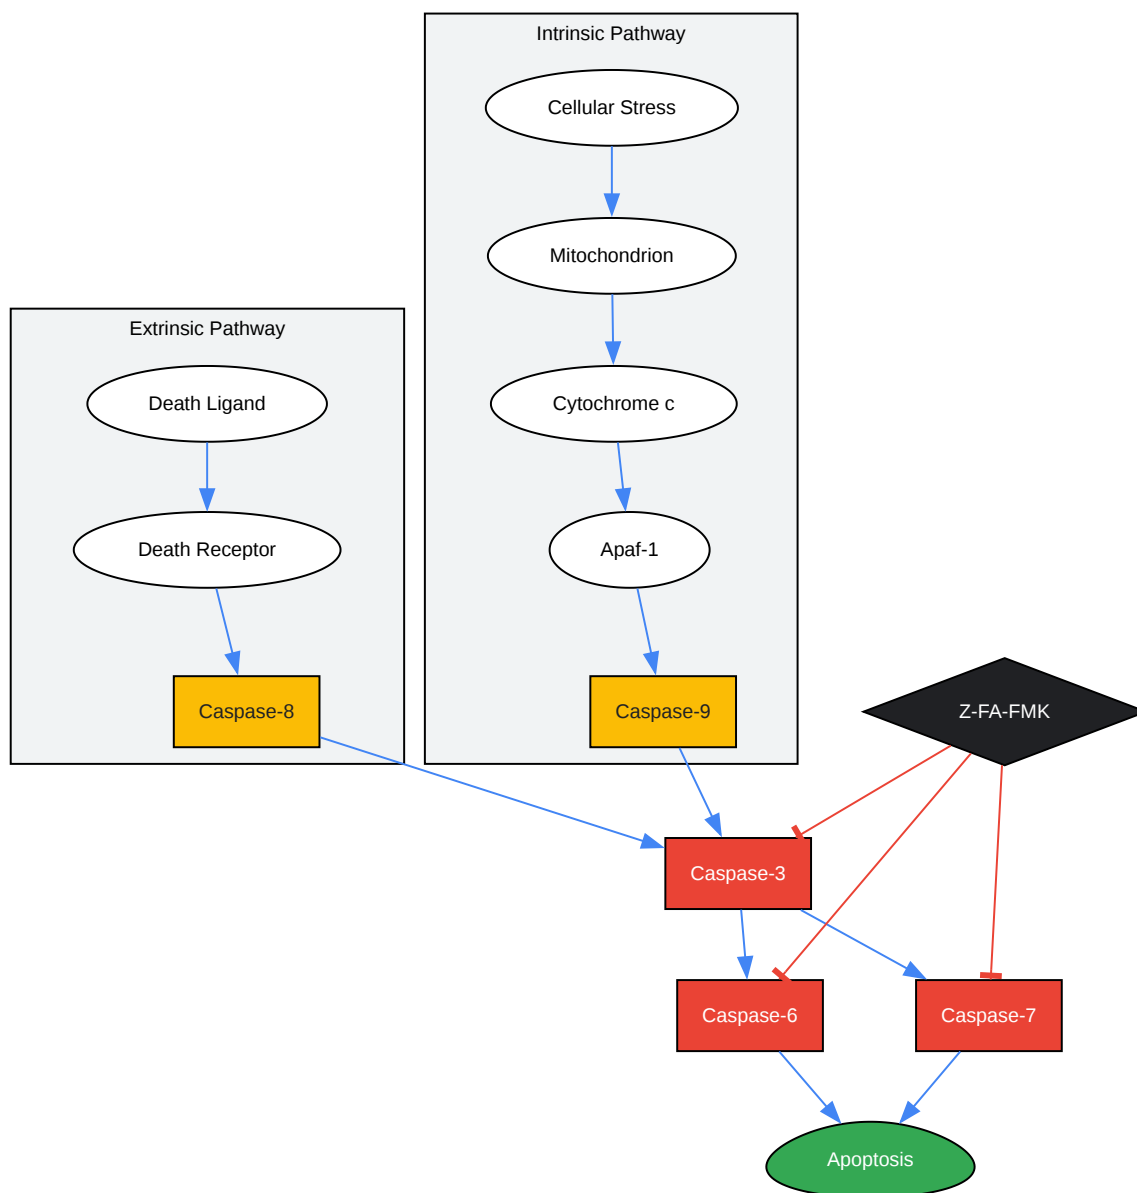 Intrinsic Pathway
Cellular Stress
Mitochondrion
Extrinsic Pathway
Death Ligand
Cytochrome c
Death Receptor
Apaf-1
Caspase-8
Caspase-9
Z-FA-FMK
Caspase-3
Caspase-6
Caspase-7
Apoptosis